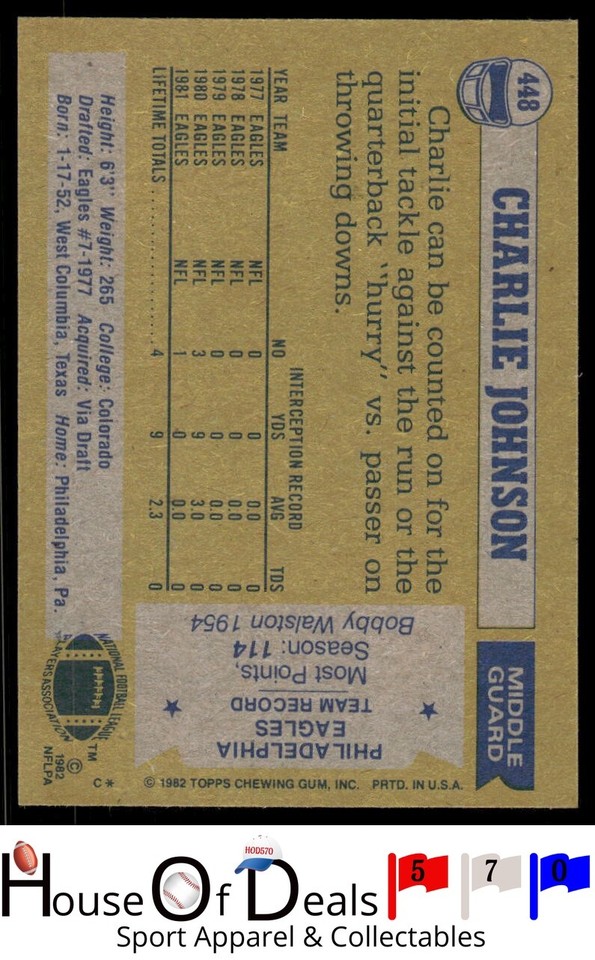 448
CHARLIE JOHNSON
MIDDLE
GUARD
Charlie can be counted on for the
initial tackle against the run or the
quarterback "hurry" vs. passer on
throwing downs.
INTERCEPTION RECORD
YEAR TEAM NO YDS AVG TDS
1977 EAGLES NFL 0 0 0.0 0
1978 EAGLES NFL 0 0 0.0 0
1979 EAGLES NFL 0 0 0.0 0
1980 EAGLES NFL 3 9 3.0 0
1981 EAGLES NFL 1 0 0.0 0
LIFETIME TOTALS . . . . . . . . . . . . . . . . . . 4 9 2.3 0
Height: 6'3" Weight: 265 College: Colorado
Drafted: Eagles #7-1977 Acquired: Via Draft
Born: 1-17-52, West Columbia, Texas Home: Philadelphia, Pa.
PHILADELPHIA
EAGLES
TEAM RECORD
Most Points,
Season: 114
Bobby Walston 1954
NATIONAL FOOTBALL LEAGUE
PLAYERS ASSOCIATION
TM
©
1982
NFLPA
C*
© 1982 TOPPS CHEWING GUM, INC. PRTD. IN U.S.A.
HOD570
House Of Deals 5 7 0
Sport Apparel & Collectables